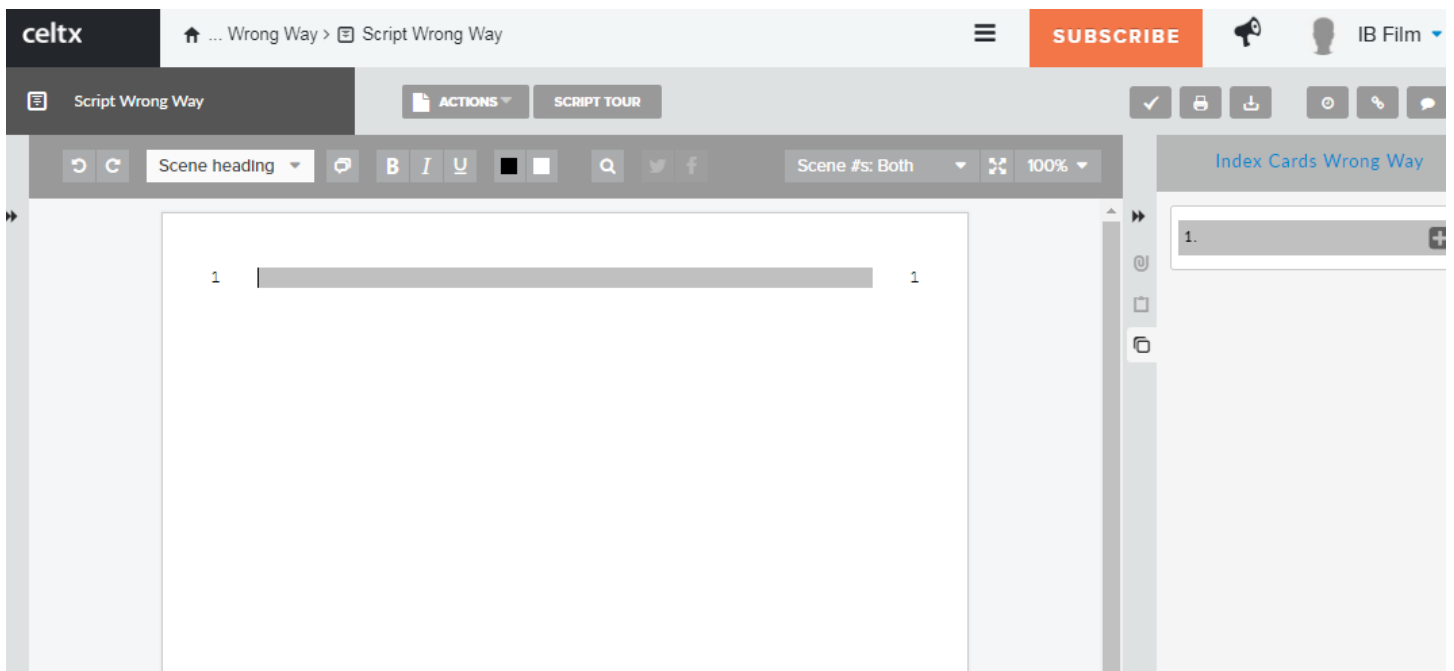 celtx ... Wrong Way > Script Wrong Way SUBSCRIBE IB Film
Script Wrong Way ACTIONS SCRIPT TOUR
Scene heading B I U Scene #s: Both 100% Index Cards Wrong Way
1 1
1.